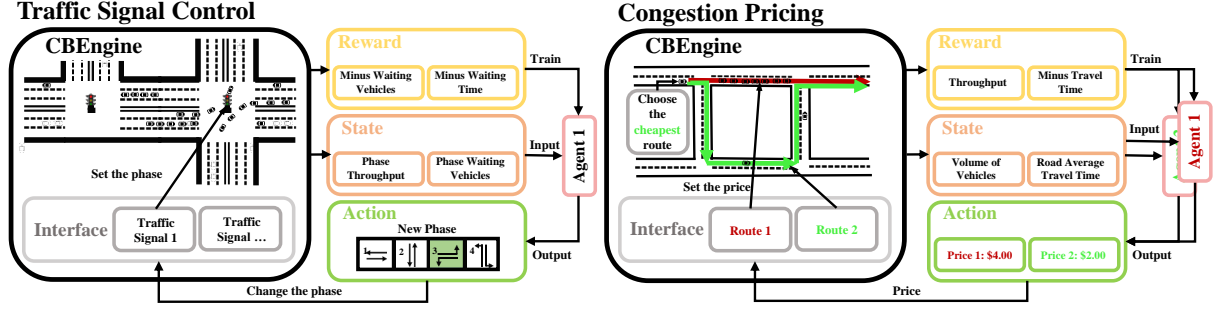 Traffic Signal Control
CBEngine
Set the phase
Interface
Traffic
Signal 1
Traffic
Signal …
Reward
Minus Waiting
Vehicles
Minus Waiting
Time
State
Phase
Throughput
Phase Waiting
Vehicles
Action
New Phase
1
2
3
4
Train
Input
Agent 1
Output
Change the phase
Congestion Pricing
CBEngine
Choose
the
cheapest
route
Set the price
Interface
Route 1
Route 2
Reward
Throughput
Minus Travel
Time
State
Volume of
Vehicles
Road Average
Travel Time
Action
Price 1: $4.00
Price 2: $2.00
Train
Input
Agent 1
Output
Price